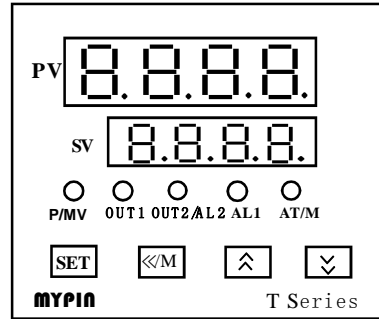 PV 8.8.8.8.
SV 8.8.8.8.
P/MV OUT1 OUT2/AL2 AL1 AT/M
SET ≪/M
MYPIN T Series